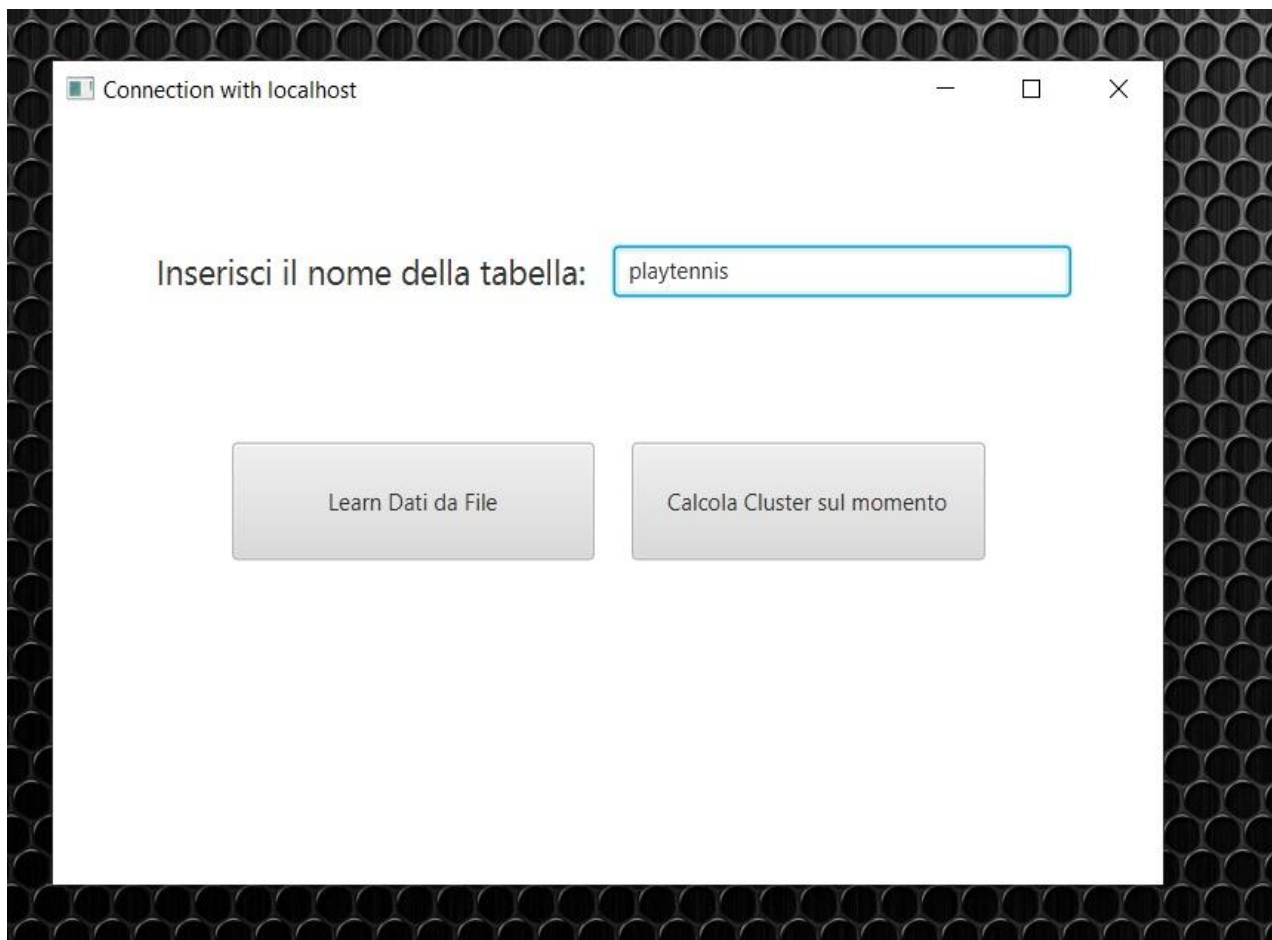 Connection with localhost
Inserisci il nome della tabella: playtennis
Learn Dati da File
Calcola Cluster sul momento